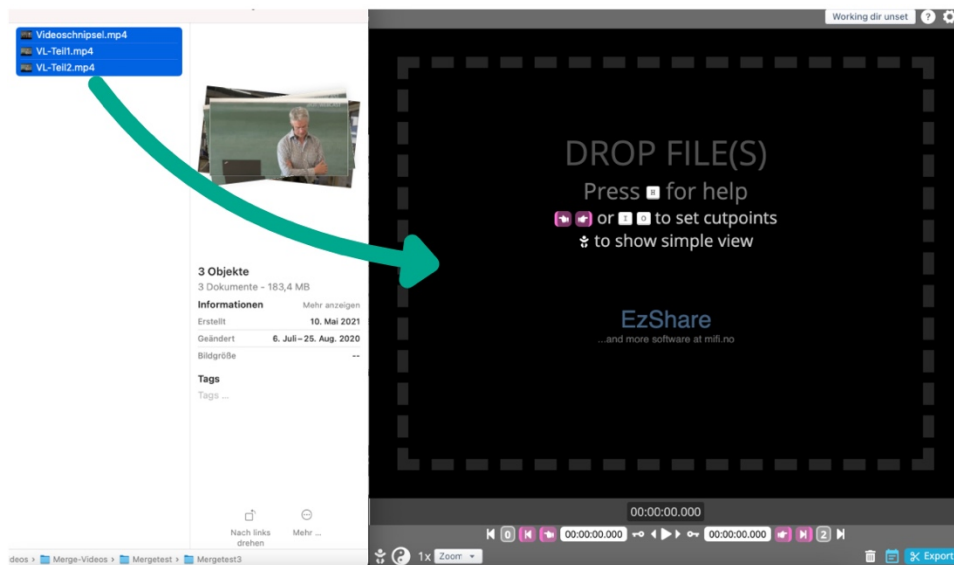 Videoschnipsel.mp4
VL-Teil1.mp4
VL-Teil2.mp4
3 Objekte
3 Dokumente – 183,4 MB
Informationen Mehr anzeigen
Erstellt 10. Mai 2021
Geändert 6. Juli – 25. Aug. 2020
Bildgröße --
Tags
Tags ...
Nach links
drehen
Mehr ...
deos › Merge-Videos › Mergetest › Mergetest3
Working dir unset ?
DROP FILE(S)
Press H for help
or I O to set cutpoints
to show simple view
EzShare
...and more software at mifi.no
00:00:00.000
0 00:00:00.000 00:00:00.000 2
1x Zoom Export